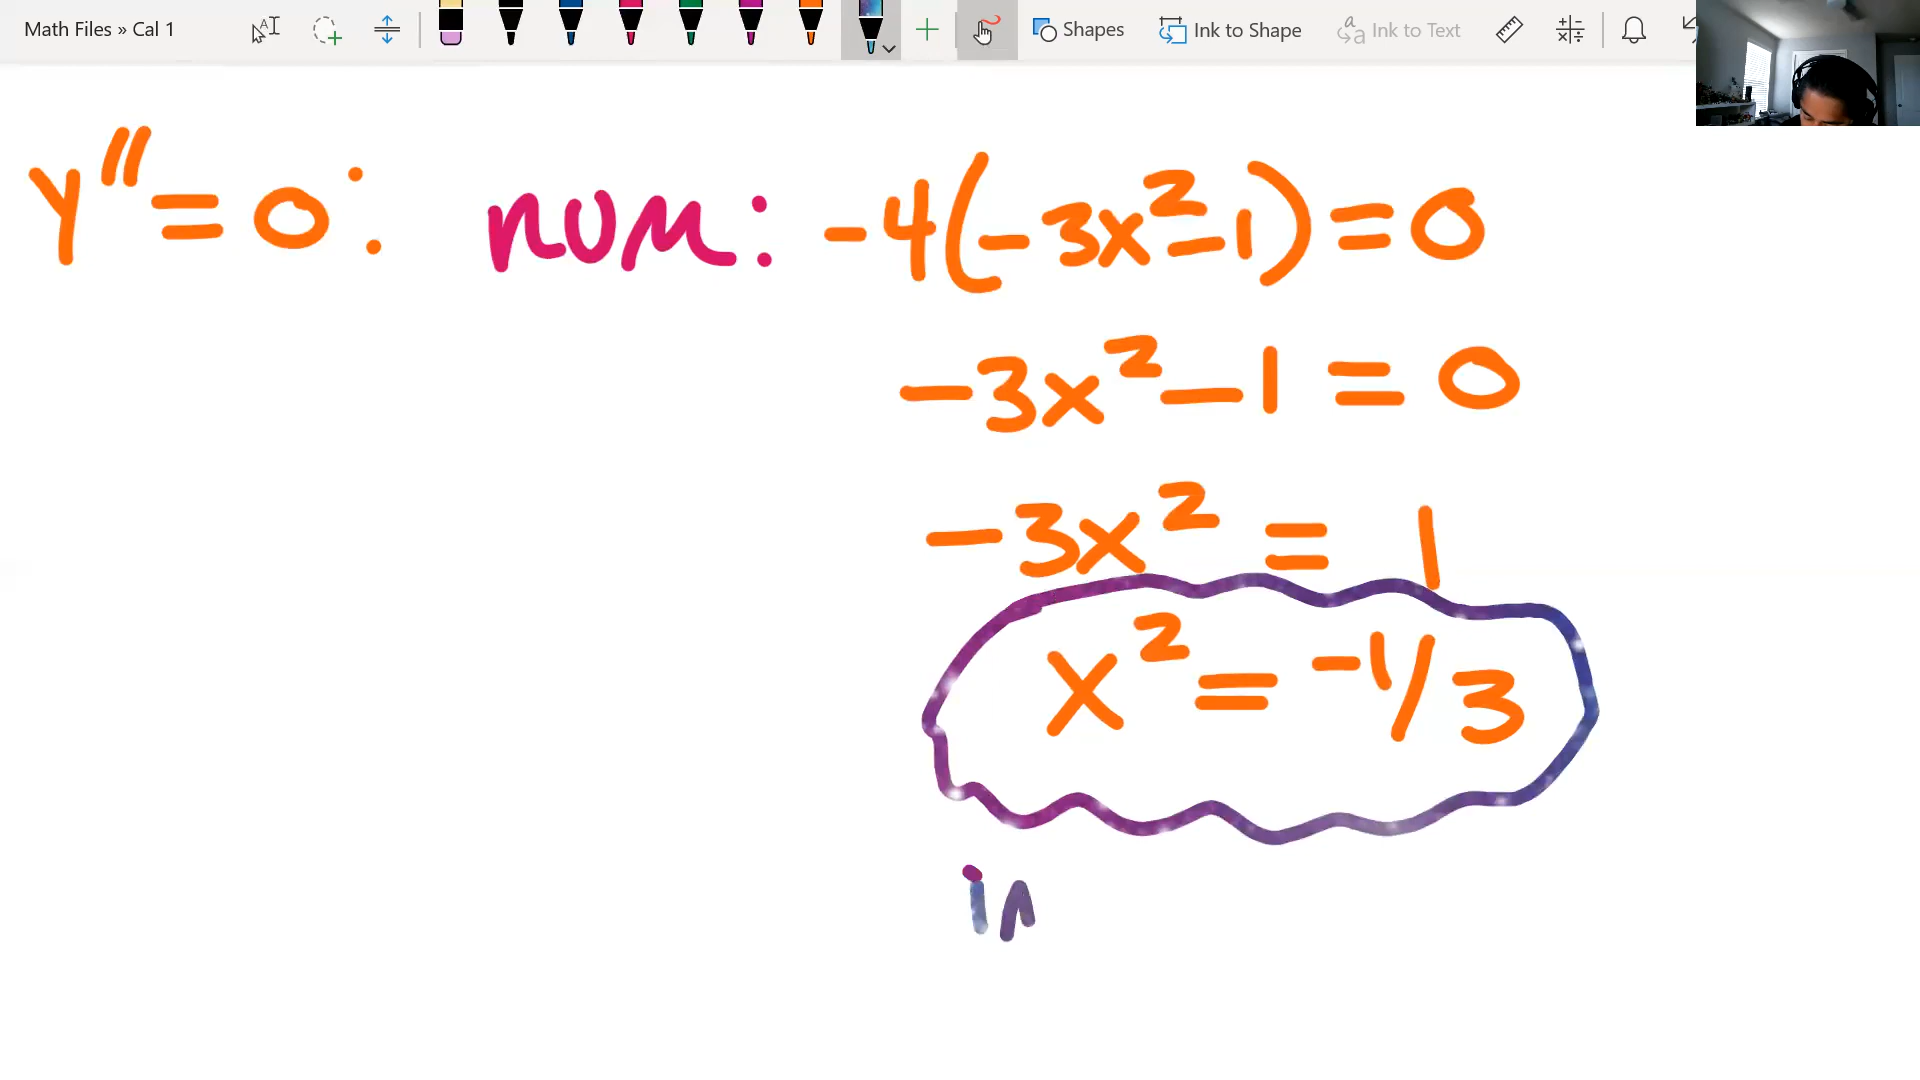 Math Files » Cal 1
Shapes
Ink to Shape
Ink to Text
y'' = 0 : num: -4(-3x²-1) = 0
-3x² - 1 = 0
-3x² = 1
x² = -1/3